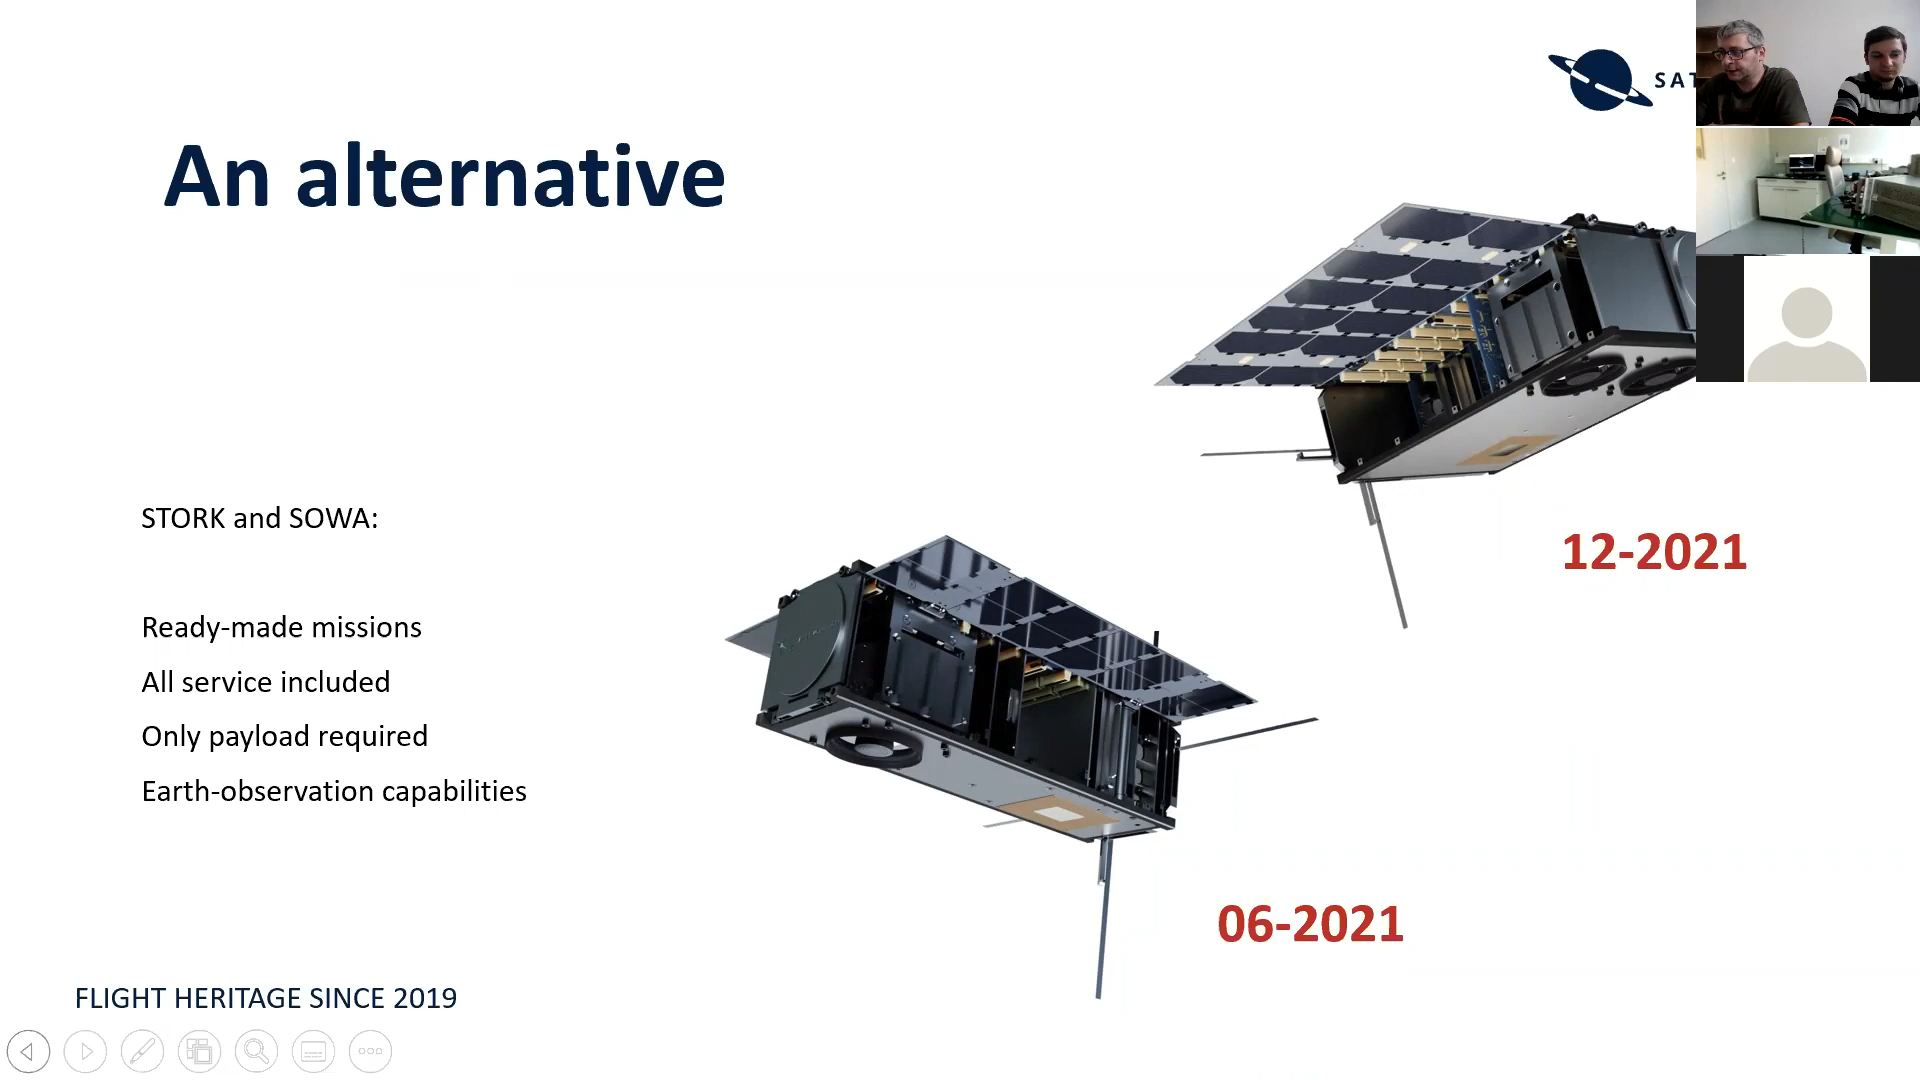 SAT
An alternative
STORK and SOWA:
12-2021
Ready-made missions
All service included
Only payload required
Earth-observation capabilities
06-2021
FLIGHT HERITAGE SINCE 2019